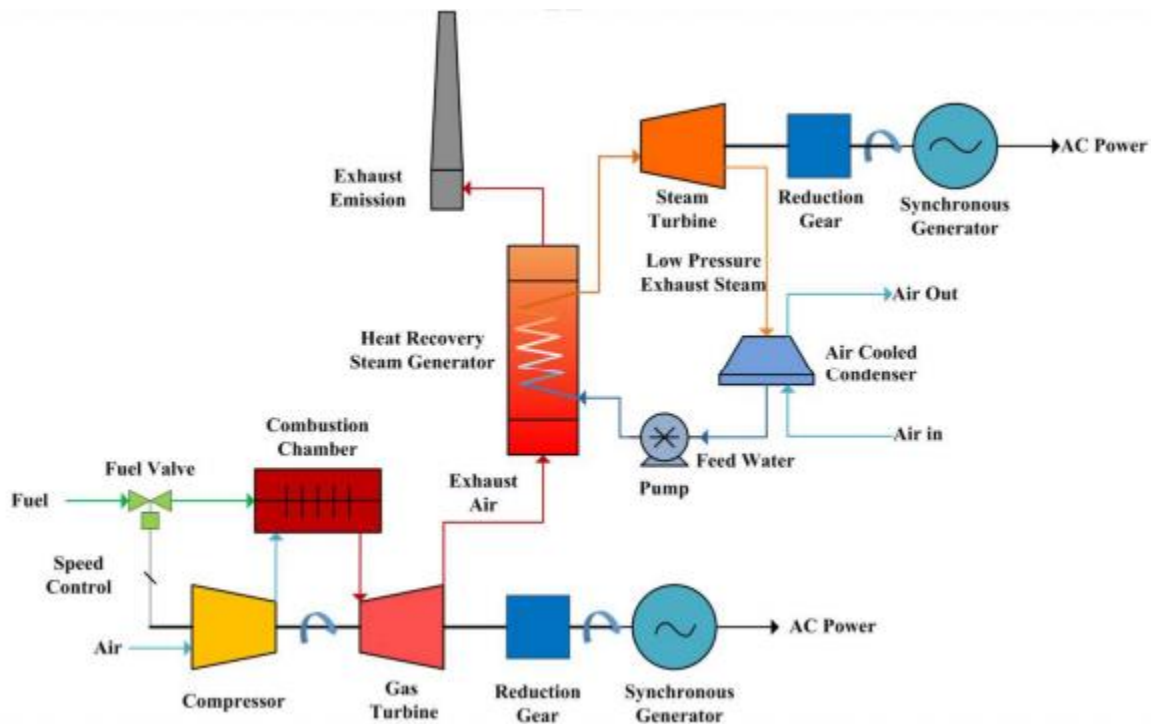 Exhaust
Emission
Steam
Turbine
Reduction
Gear
Synchronous
Generator
AC Power
Low Pressure
Exhaust Steam
Air Out
Heat Recovery
Steam Generator
Air Cooled
Condenser
Air in
Feed Water
Pump
Combustion
Chamber
Fuel Valve
Fuel
Exhaust
Air
Speed
Control
Air
Compressor
Gas
Turbine
Reduction
Gear
Synchronous
Generator
AC Power